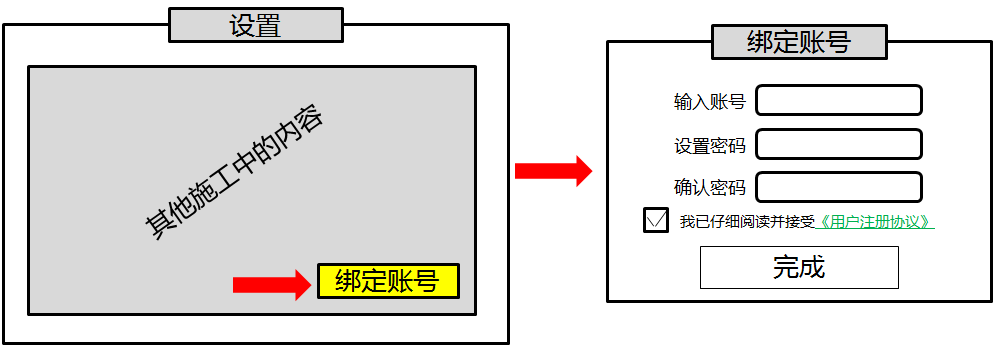 设置
其他施工中的内容
绑定账号
绑定账号
输入账号
设置密码
确认密码
我已仔细阅读并接受《用户注册协议》
完成